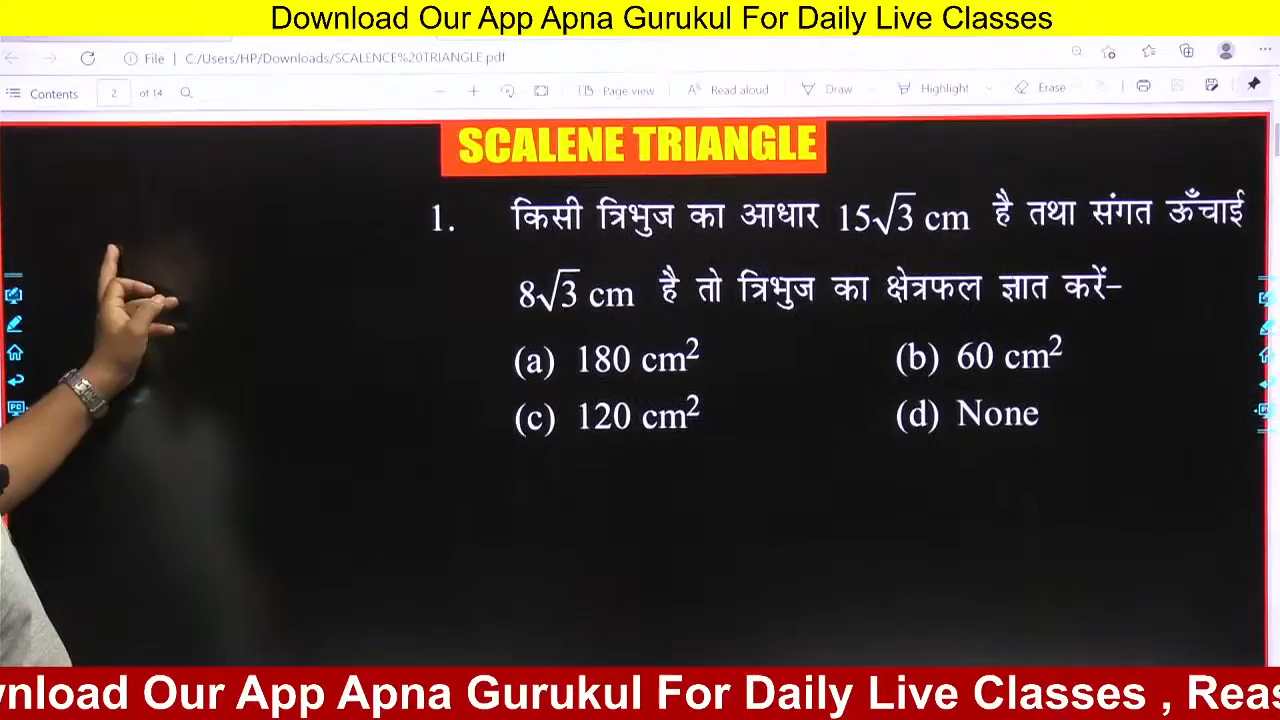 Download Our App Apna Gurukul For Daily Live Classes
File | C:/Users/HP/Downloads/SCALENCE%20TRIANGLE.pdf
Contents 2 of 14 Page view Read aloud Draw Highlight Erase
SCALENE TRIANGLE
1. किसी त्रिभुज का आधार 15√3 cm है तथा संगत ऊँचाई
8√3 cm है तो त्रिभुज का क्षेत्रफल ज्ञात करें-
(a) 180 cm² (b) 60 cm²
(c) 120 cm² (d) None
wnload Our App Apna Gurukul For Daily Live Classes , Reas